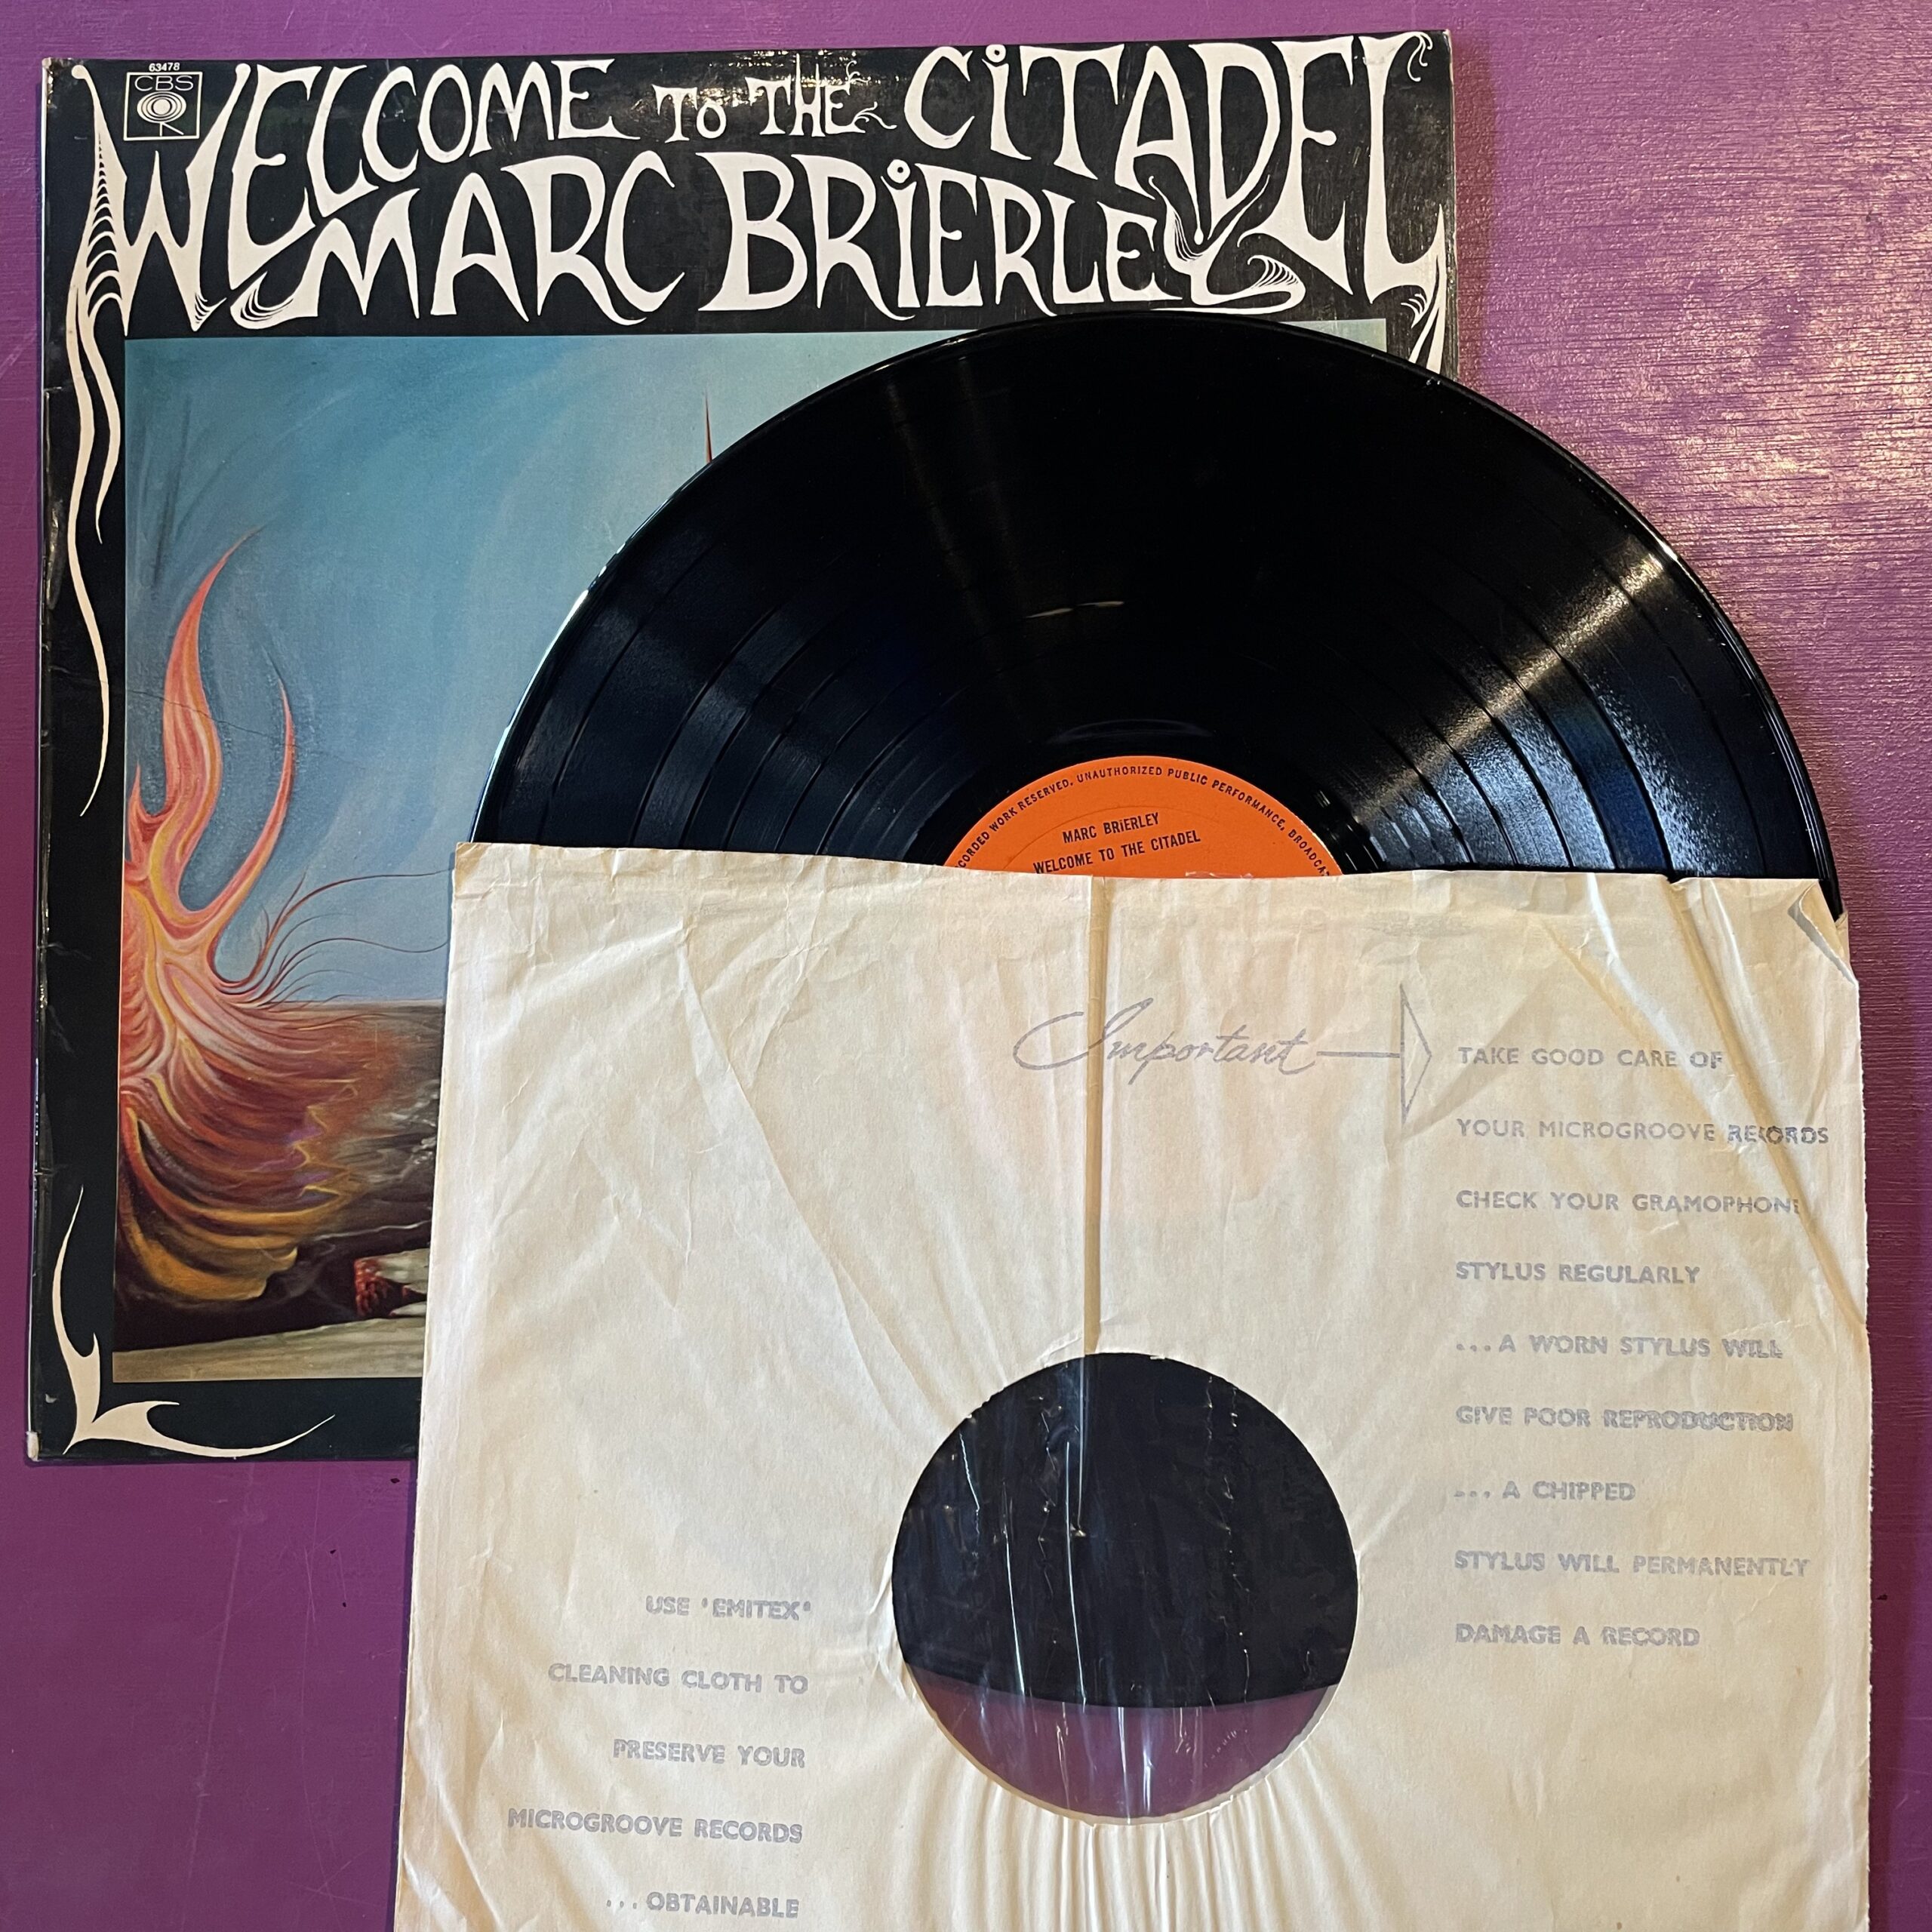 63478
CBS
WELCOME TO THE CiTADEL
MARC BRiERLEY
RECORDED WORK RESERVED. UNAUTHORIZED PUBLIC PERFORMANCE,
MARC BRiERLEY
WELCOME TO THE CITADEL
Important
TAKE GOOD CARE OF
YOUR MICROGROOVE RECORDS
CHECK YOUR GRAMOPHONE
STYLUS REGULARLY
...A WORN STYLUS WILL
GIVE POOR REPRODUCTION
...A CHIPPED
STYLUS WILL PERMANENTLY
DAMAGE A RECORD
USE 'EMITEX'
CLEANING CLOTH TO
PRESERVE YOUR
MICROGROOVE RECORDS
...OBTAINABLE